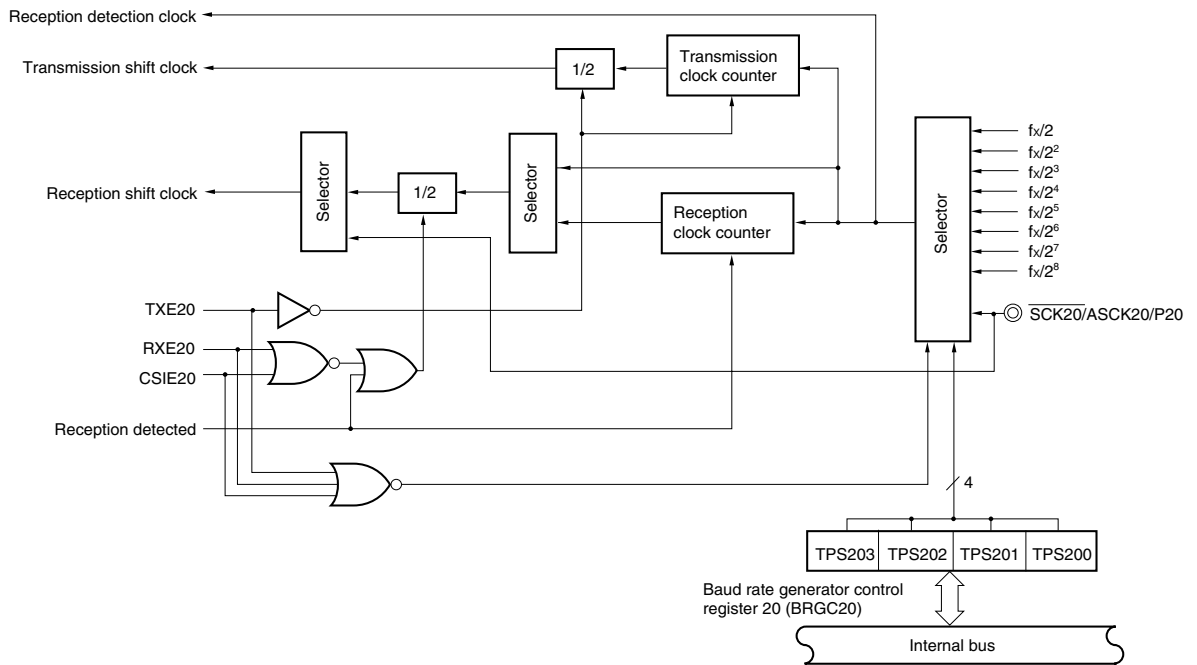 Reception detection clock
Transmission shift clock
1/2
Transmission
clock counter
Reception shift clock
Selector
1/2
Selector
Reception
clock counter
Selector
fX/2
fX/2²
fX/2³
fX/2⁴
fX/2⁵
fX/2⁶
fX/2⁷
fX/2⁸
SCK20/ASCK20/P20
TXE20
RXE20
CSIE20
Reception detected
4
TPS203 TPS202 TPS201 TPS200
Baud rate generator control
register 20 (BRGC20)
Internal bus